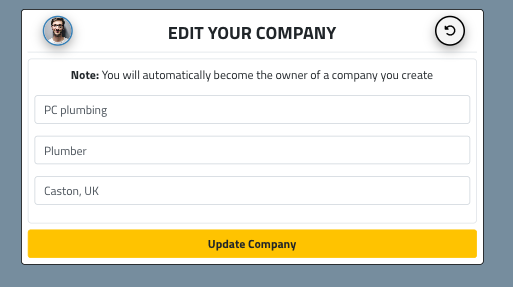 EDIT YOUR COMPANY
Note: You will automatically become the owner of a company you create
PC plumbing
Plumber
Caston, UK
Update Company